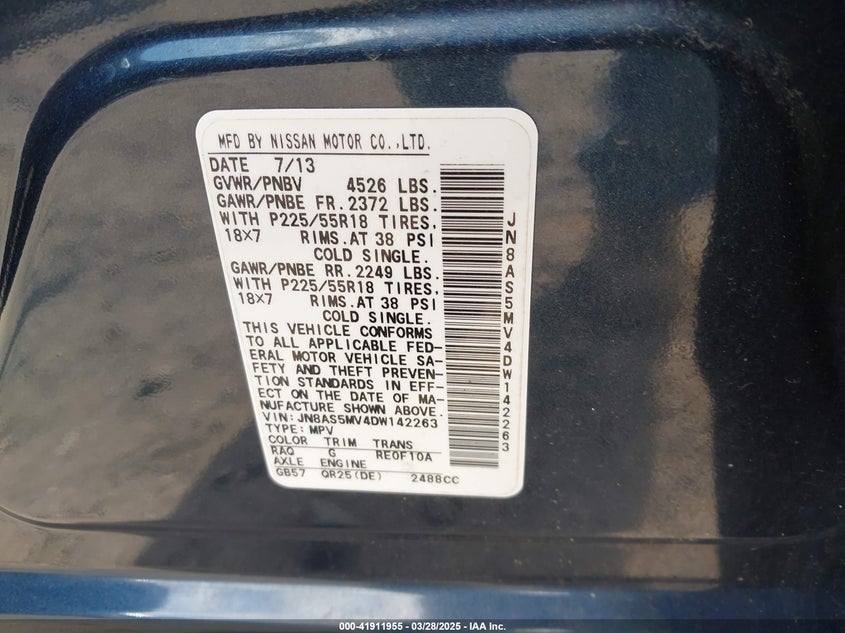 MFD BY NISSAN MOTOR CO.,LTD.
DATE 7/13
GVWR/PNBV 4526 LBS.
GAWR/PNBE FR. 2372 LBS.
WITH P225/55R18 TIRES,
18×7 RIMS.AT 38 PSI
COLD SINGLE.
GAWR/PNBE RR. 2249 LBS.
WITH P225/55R18 TIRES,
18×7 RIMS.AT 38 PSI
COLD SINGLE.
THIS VEHICLE CONFORMS
TO ALL APPLICABLE FED-
ERAL MOTOR VEHICLE SA-
FETY AND THEFT PREVEN-
TION STANDARDS IN EFF-
ECT ON THE DATE OF MA-
NUFACTURE SHOWN ABOVE.
VIN: JN8AS5MV4DW142263
TYPE: MPV
COLOR TRIM TRANS
RAQ G RE0F10A
AXLE ENGINE
GB57 QR25(DE) 2488CC
JN8AS5MV4DW142263
000-41911955 — 03/28/2025 — IAA Inc.